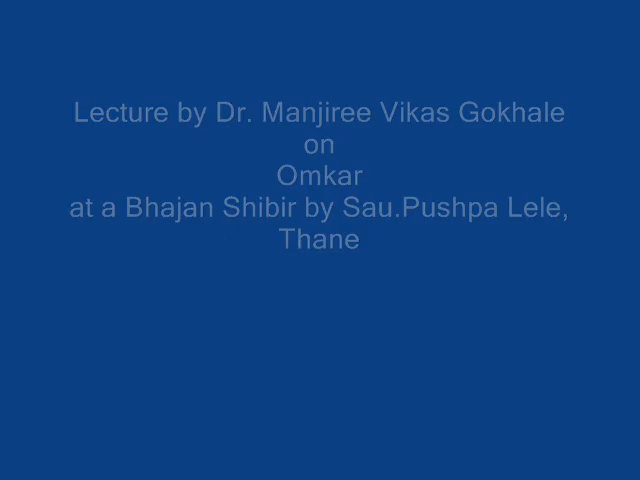 Lecture by Dr. Manjiree Vikas Gokhale
on
Omkar
at a Bhajan Shibir by Sau.Pushpa Lele,
Thane